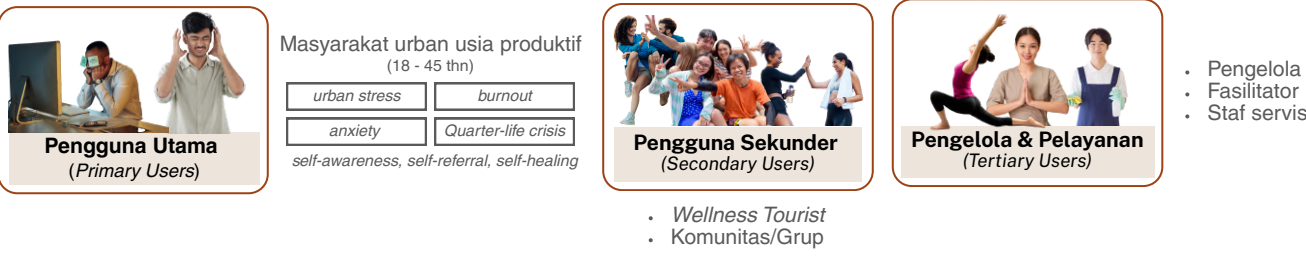 Pengguna Utama
(Primary Users)
Masyarakat urban usia produktif
(18 - 45 thn)
urban stress
burnout
anxiety
Quarter-life crisis
self-awareness, self-referral, self-healing
Pengguna Sekunder
(Secondary Users)
• Wellness Tourist
• Komunitas/Grup
Pengelola & Pelayanan
(Tertiary Users)
• Pengelola
• Fasilitator
• Staf servis